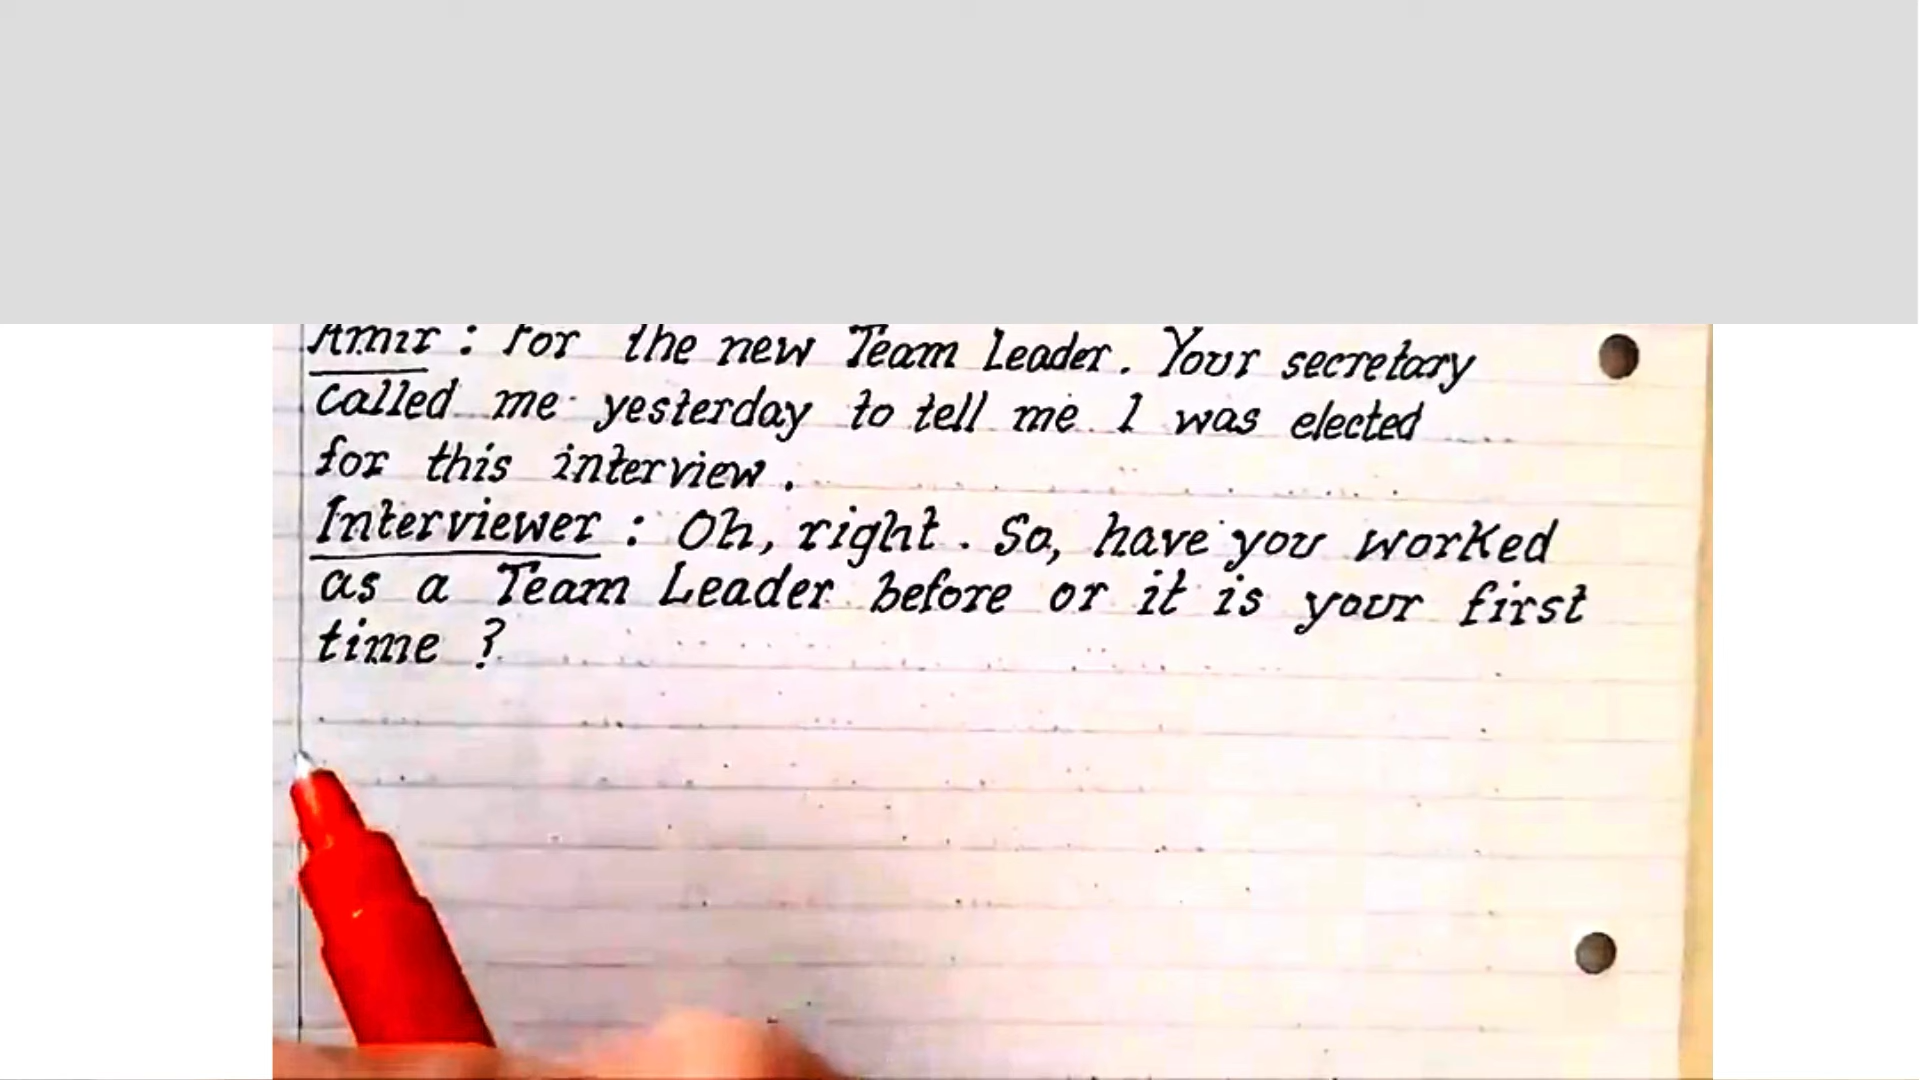 Amir : For the new Team Leader. Your secretary
called me yesterday to tell me I was elected
for this interview.
Interviewer : Oh, right. So, have you worked
as a Team Leader before or it is your first
time ?